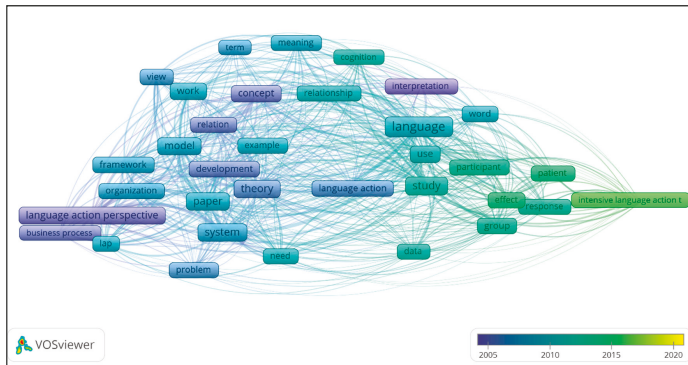 term
meaning
cognition
view
work
concept
relationship
interpretation
word
relation
language
model
example
use
framework
development
participant
patient
organization
theory
language action
study
paper
effect
intensive language action t
response
language action perspective
business process
lap
system
group
problem
need
data
VOSviewer
2005 2010 2015 2020